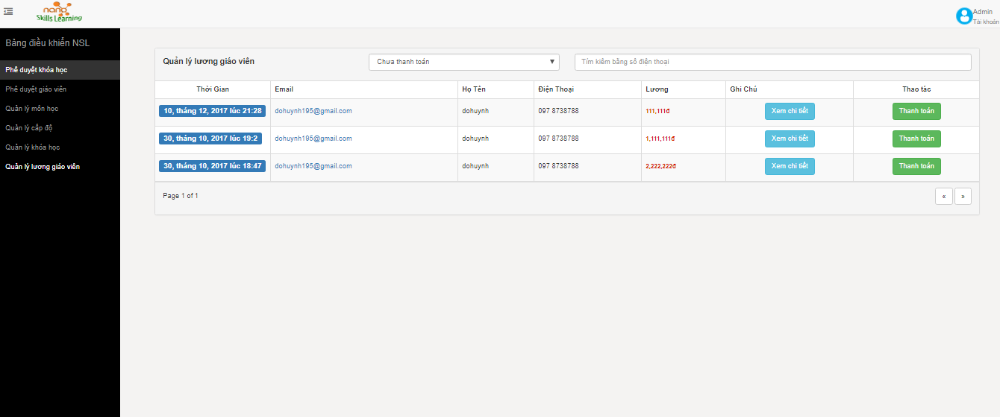 nano
Skills Learning
Admin
Tài khoản
Bảng điều khiển NSL
Phê duyệt khóa học
Phê duyệt giáo viên
Quản lý môn học
Quản lý cấp độ
Quản lý khóa học
Quản lý lương giáo viên
Quản lý lương giáo viên Chưa thanh toán Tìm kiếm bằng số điện thoại
Thời Gian Email Họ Tên Điện Thoại Lương Ghi Chú Thao tác
10, tháng 12, 2017 lúc 21:28 dohuynh195@gmail.com dohuynh 097 8738788 111,111đ Xem chi tiết Thanh toán
30, tháng 10, 2017 lúc 19:2 dohuynh195@gmail.com dohuynh 097 8738788 1,111,111đ Xem chi tiết Thanh toán
30, tháng 10, 2017 lúc 18:47 dohuynh195@gmail.com dohuynh 097 8738788 2,222,222đ Xem chi tiết Thanh toán
Page 1 of 1 « »